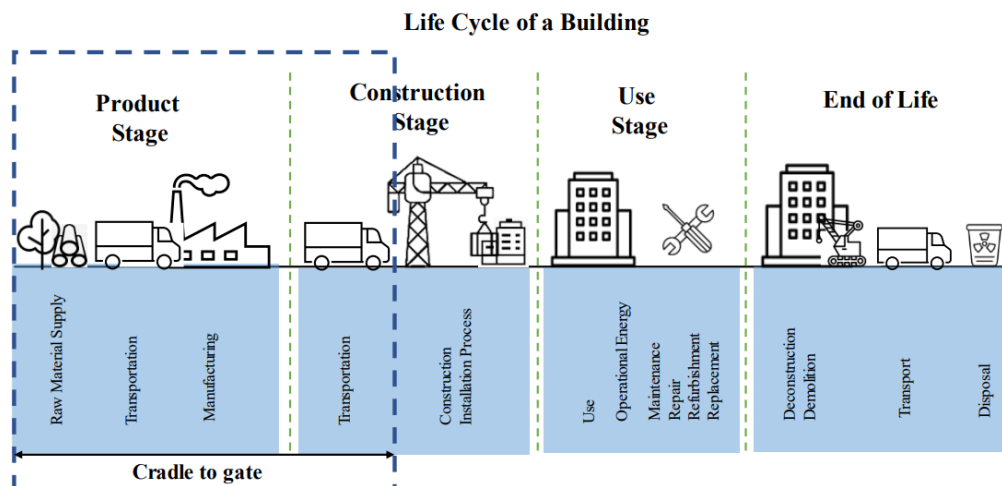 Life Cycle of a Building
Product
Stage
Construction
Stage
Use
Stage
End of Life
Raw Material Supply
Transportation
Manufacturing
Transportation
Construction
Installation Process
Use
Operational Energy
Maintenance
Repair
Refurbishment
Replacement
Deconstruction
Demolition
Transport
Disposal
Cradle to gate